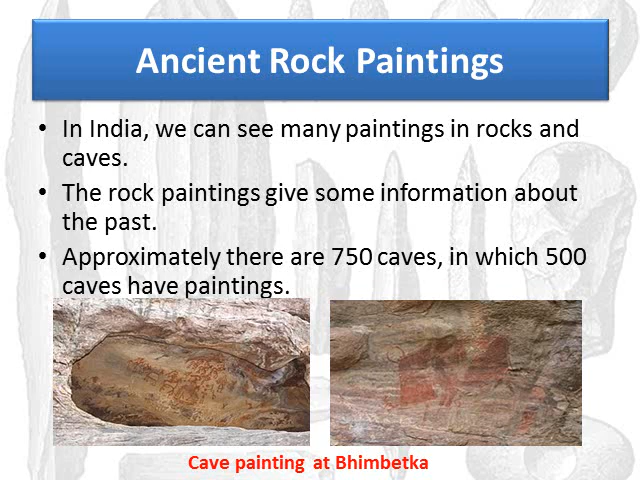 Ancient Rock Paintings
• In India, we can see many paintings in rocks and
caves.
• The rock paintings give some information about
the past.
• Approximately there are 750 caves, in which 500
caves have paintings.
Cave painting at Bhimbetka